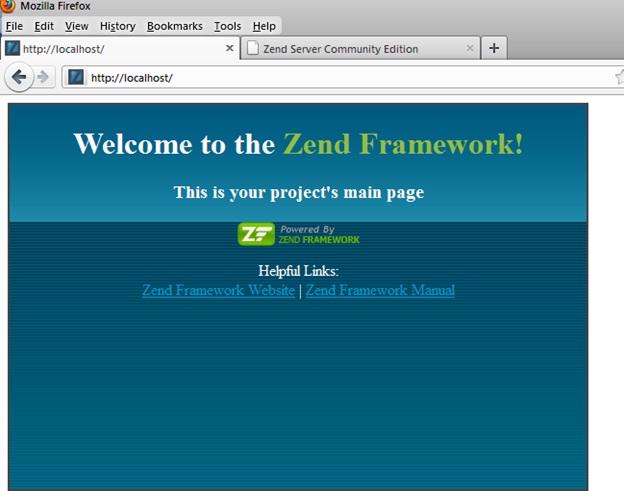 Mozilla Firefox
File Edit View History Bookmarks Tools Help
http://localhost/ × Zend Server Community Edition × +
http://localhost/
Welcome to the Zend Framework!
This is your project's main page
ZF Powered By
ZEND FRAMEWORK
Helpful Links:
Zend Framework Website | Zend Framework Manual